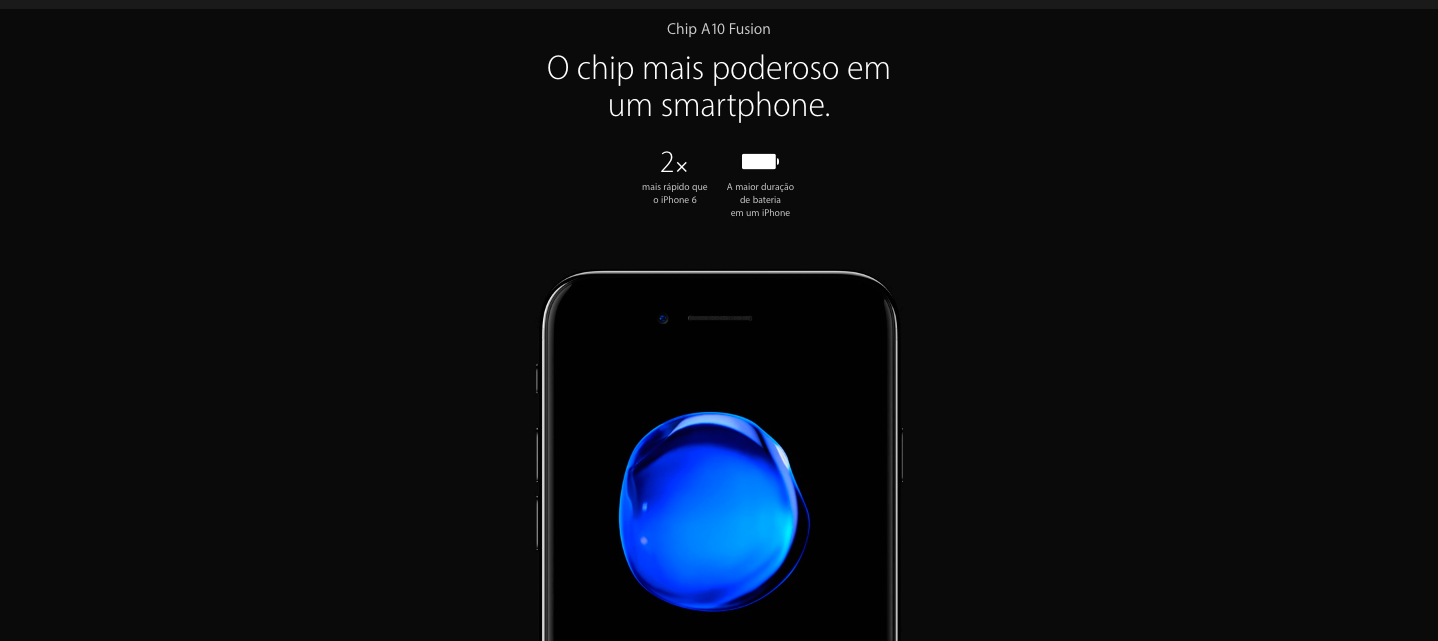 Chip A10 Fusion
O chip mais poderoso em
um smartphone.
2×
mais rápido que
o iPhone 6
A maior duração
de bateria
em um iPhone